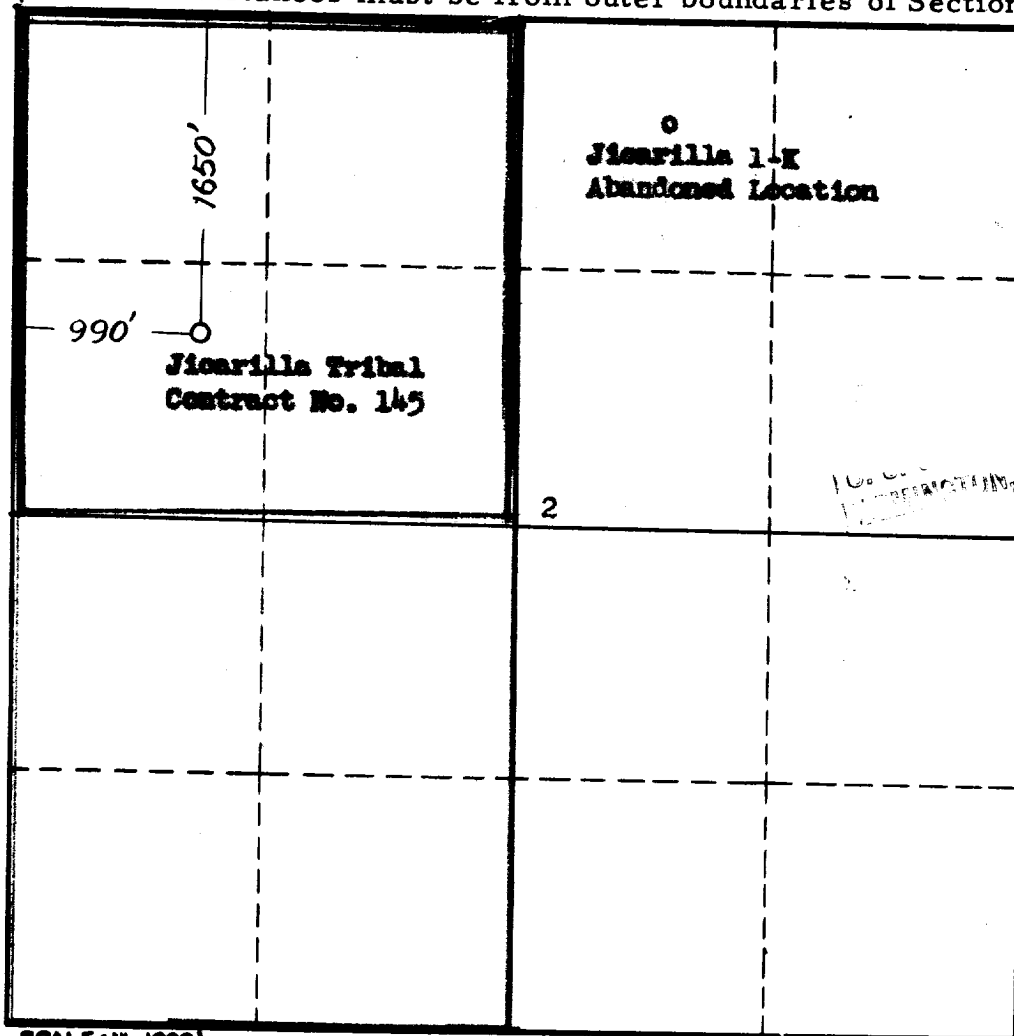 must be from outer boundaries of Section
1650'
Jicarilla 1-K
Abandoned Location
990'
Jicarilla Tribal
Contract No. 145
2